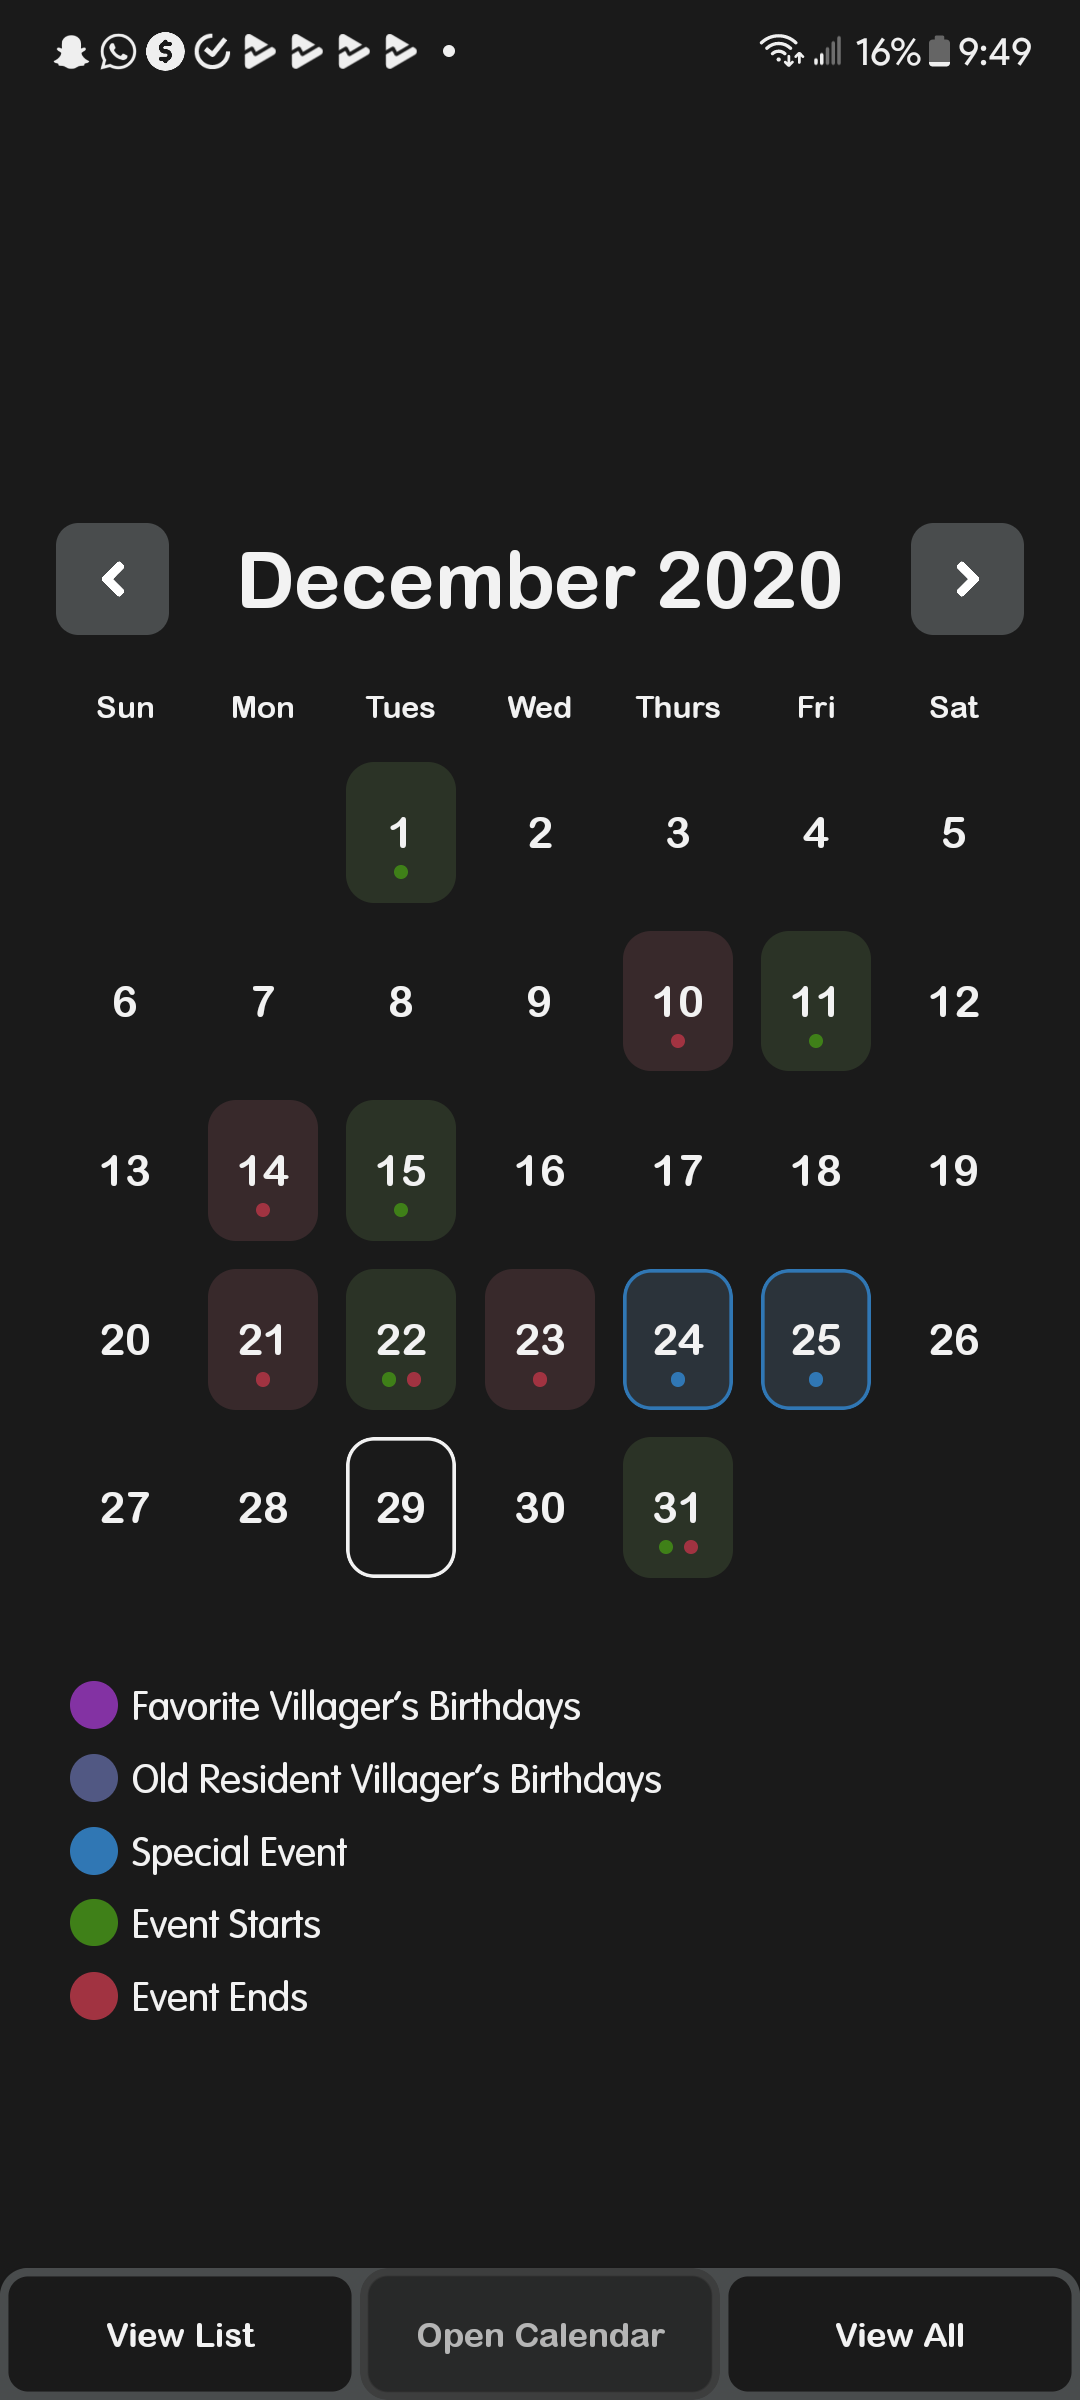 16% 9:49
December 2020
Sun Mon Tues Wed Thurs Fri Sat
1 2 3 4 5
6 7 8 9 10 11 12
13 14 15 16 17 18 19
20 21 22 23 24 25 26
27 28 29 30 31
Favorite Villager's Birthdays
Old Resident Villager's Birthdays
Special Event
Event Starts
Event Ends
View List Open Calendar View All